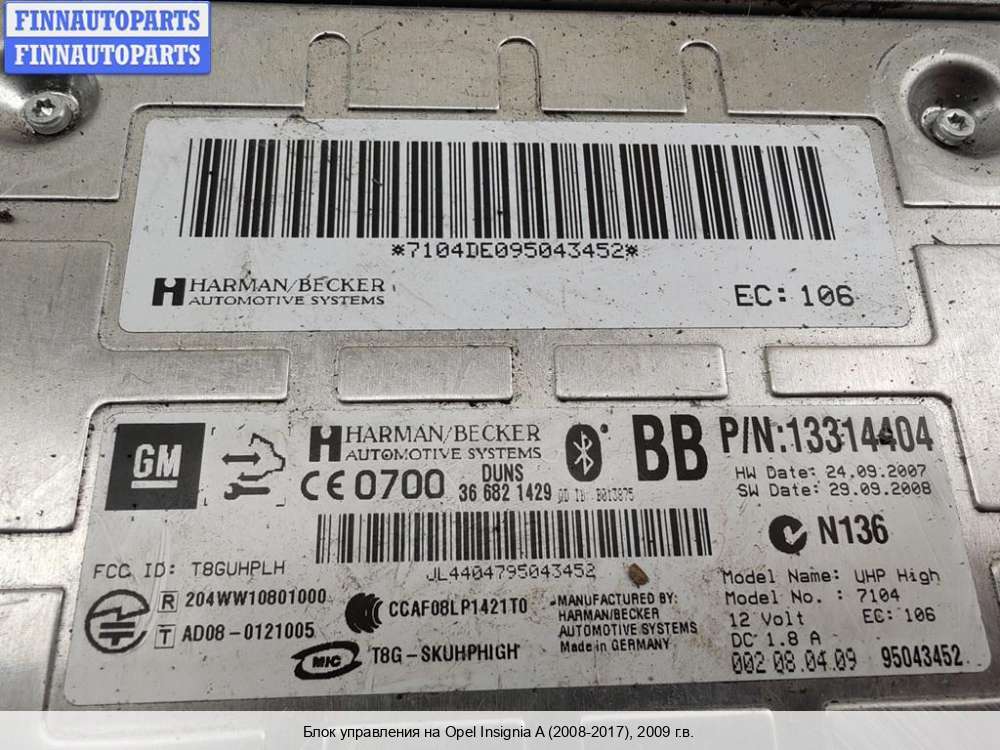 FINNAUTOPARTS
FINNAUTOPARTS
*7104DE095043452*
HARMAN/BECKER
AUTOMOTIVE SYSTEMS
EC: 106
GM
HARMAN/BECKER
AUTOMOTIVE SYSTEMS
CE 0700
DUNS
36 682 1429
BB
P/N:13314404
HW Date: 24.09.2007
SW Date: 29.09.2008
N136
JL4404795043452
FCC ID: T8GUHPLH
R 204WW10801000
T AD08-0121005
CCAF08LP1421T0
MIC
T8G-SKUHPHIGH
MANUFACTURED BY:
HARMAN/BECKER
AUTOMOTIVE SYSTEMS
Made in GERMANY
Model Name: UHP High
Model No. : 7104
12 Volt EC: 106
DC 1.8 A
002 08.04.09 95043452
Блок управления на Opel Insignia A (2008-2017), 2009 г.в.